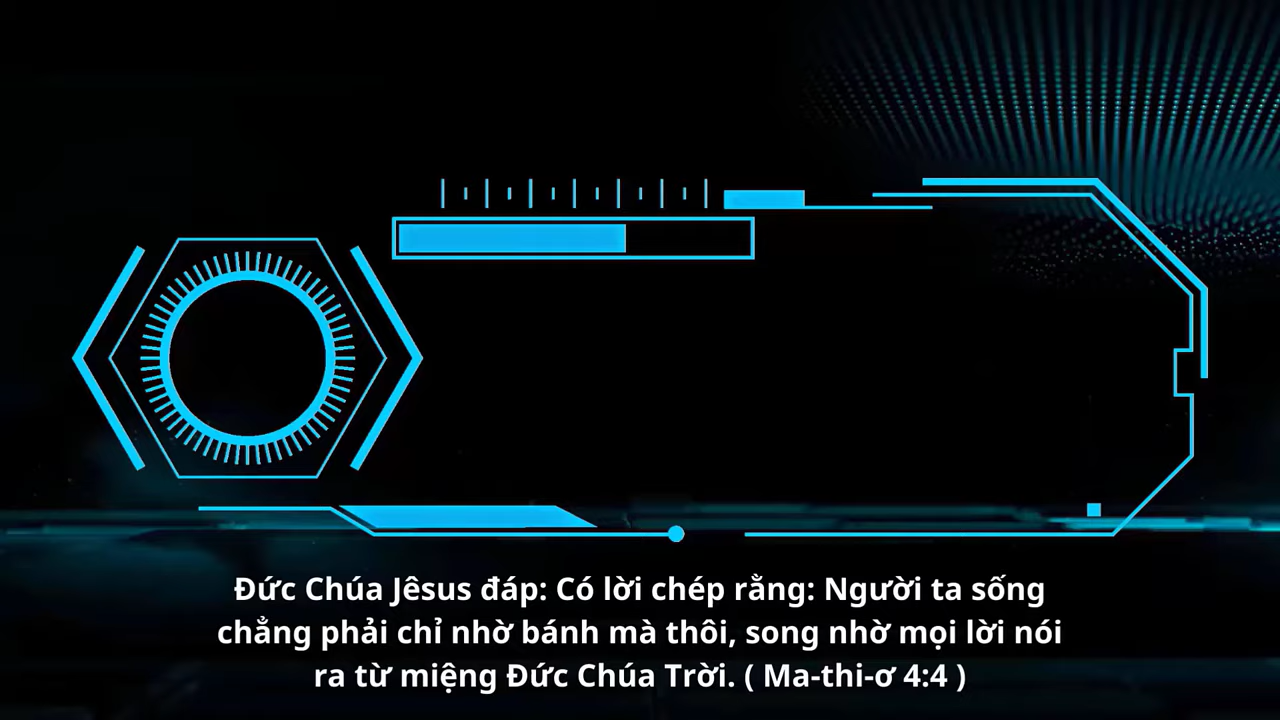 Đức Chúa Jêsus đáp: Có lời chép rằng: Người ta sống
chẳng phải chỉ nhờ bánh mà thôi, song nhờ mọi lời nói
ra từ miệng Đức Chúa Trời. ( Ma-thi-ơ 4:4 )